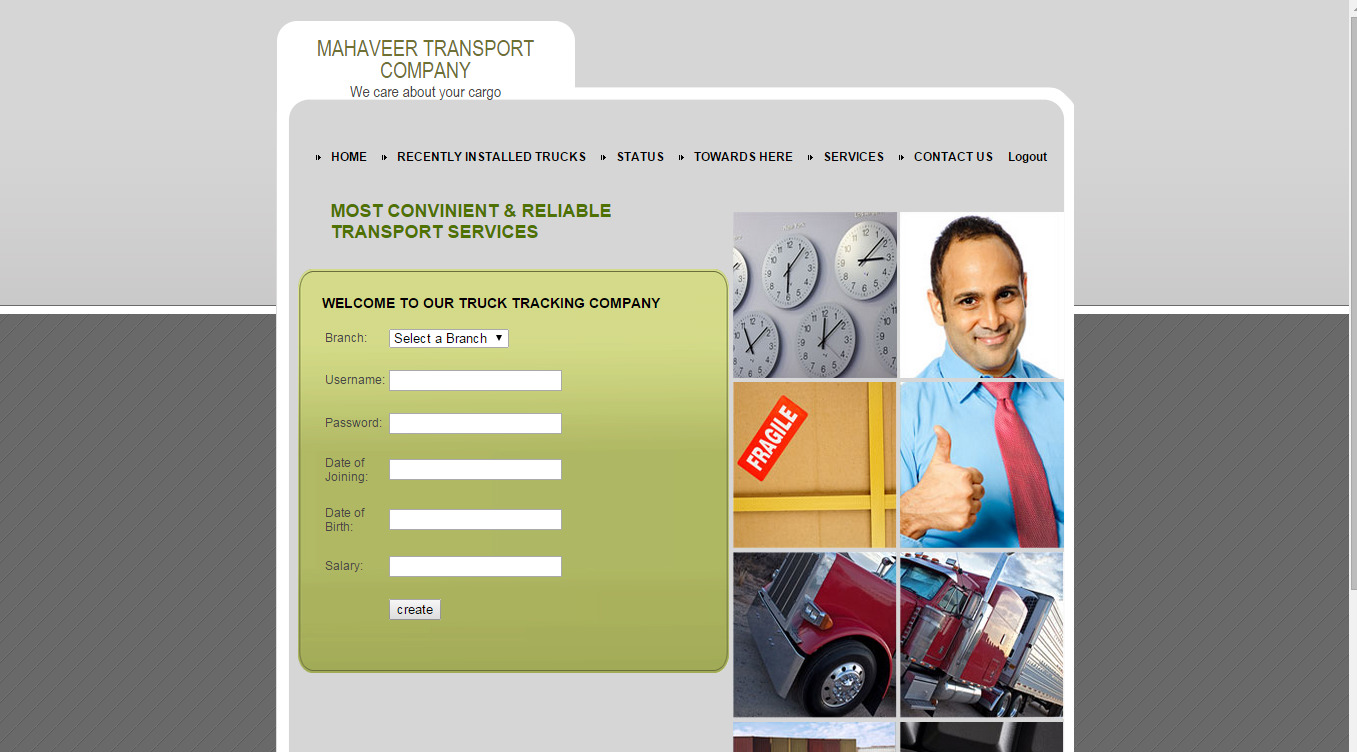 MAHAVEER TRANSPORT
COMPANY
We care about your cargo
HOME RECENTLY INSTALLED TRUCKS STATUS TOWARDS HERE SERVICES CONTACT US Logout
MOST CONVINIENT & RELIABLE
TRANSPORT SERVICES
WELCOME TO OUR TRUCK TRACKING COMPANY
Branch: Select a Branch
Username:
Password:
Date of
Joining:
Date of
Birth:
Salary:
create
FRAGILE